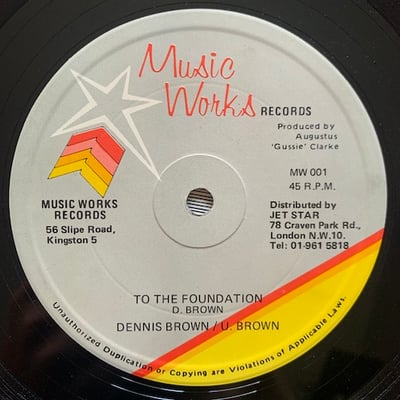 Music
Works RECORDS
Produced by
Augustus
'Gussie' Clarke
MW 001
45 R.P.M.
MUSIC WORKS
RECORDS
56 Slipe Road,
Kingston 5
Distributed by
JET STAR
78 Craven Park Rd.,
London N.W.10.
Tel: 01-961 5818
TO THE FOUNDATION
D. BROWN
DENNIS BROWN / U. BROWN
Unauthorized Duplication or Copying are Violations of Applicable Laws.